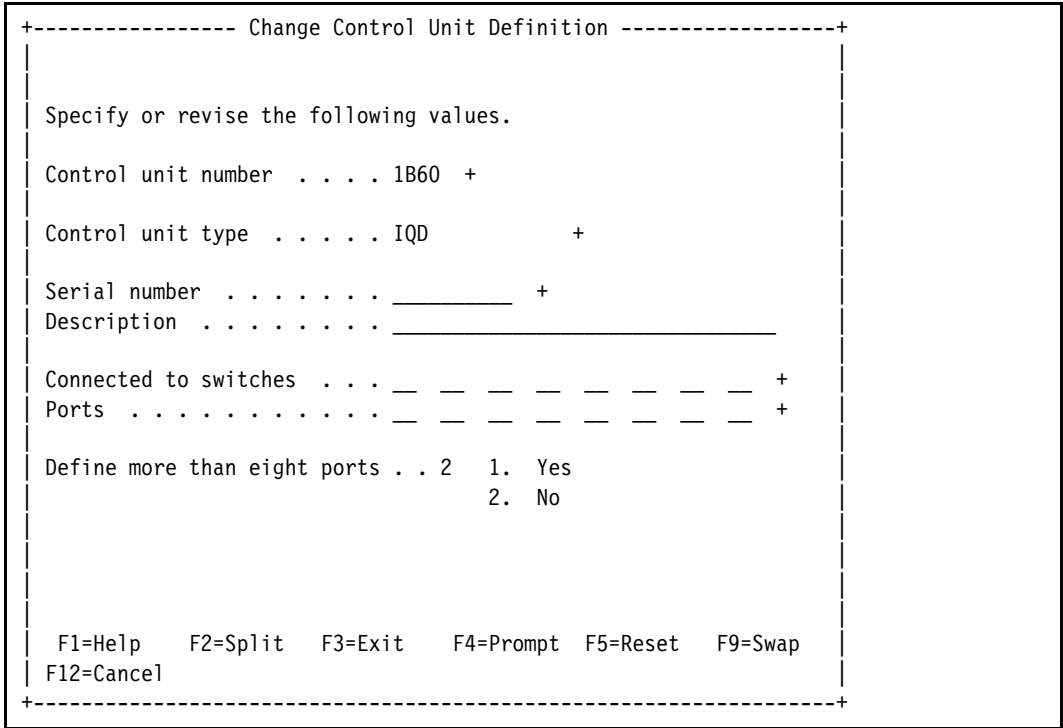 +----------------- Change Control Unit Definition ------------------+
| |
| Specify or revise the following values. |
| |
| Control unit number . . . . 1B60 + |
| |
| Control unit type . . . . . IQD + |
| |
| Serial number . . . . . . . __________ + |
| Description . . . . . . . . ________________________________ |
| |
| Connected to switches . . . __ __ __ __ __ __ __ __ + |
| Ports . . . . . . . . . . . __ __ __ __ __ __ __ __ + |
| |
| Define more than eight ports . . 2 1. Yes |
| 2. No |
| |
| F1=Help F2=Split F3=Exit F4=Prompt F5=Reset F9=Swap |
| F12=Cancel |
+-------------------------------------------------------------------+